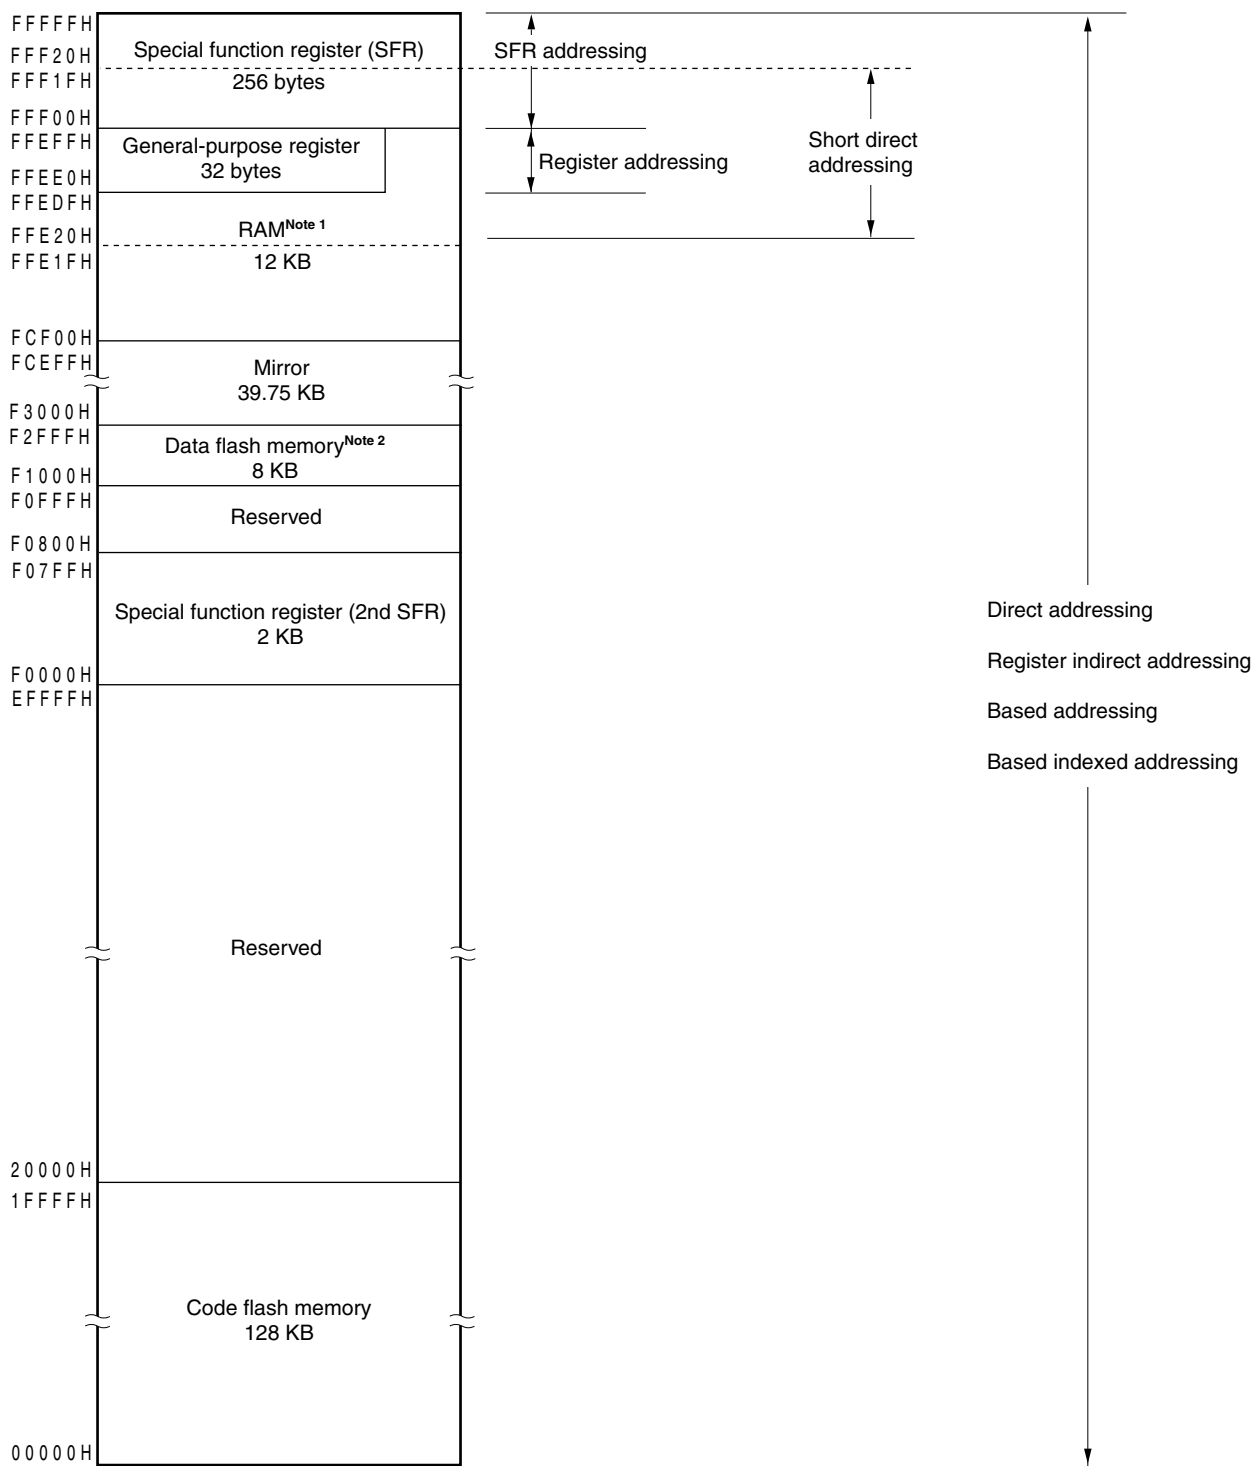 FFFFFH
Special function register (SFR)
SFR addressing
FFF20H
FFF1FH
256 bytes
FFF00H
FFEFFH
General-purpose register
32 bytes
Register addressing
Short direct
addressing
FFEE0H
FFEDFH
RAMNote 1
FFE20H
FFE1FH
12 KB
FCF00H
FCEFFH
Mirror
39.75 KB
F3000H
F2FFFH
Data flash memoryNote 2
8 KB
F1000H
F0FFFH
Reserved
F0800H
F07FFH
Special function register (2nd SFR)
2 KB
Direct addressing
Register indirect addressing
Based addressing
Based indexed addressing
F0000H
EFFFFH
Reserved
20000H
1FFFFH
Code flash memory
128 KB
00000H